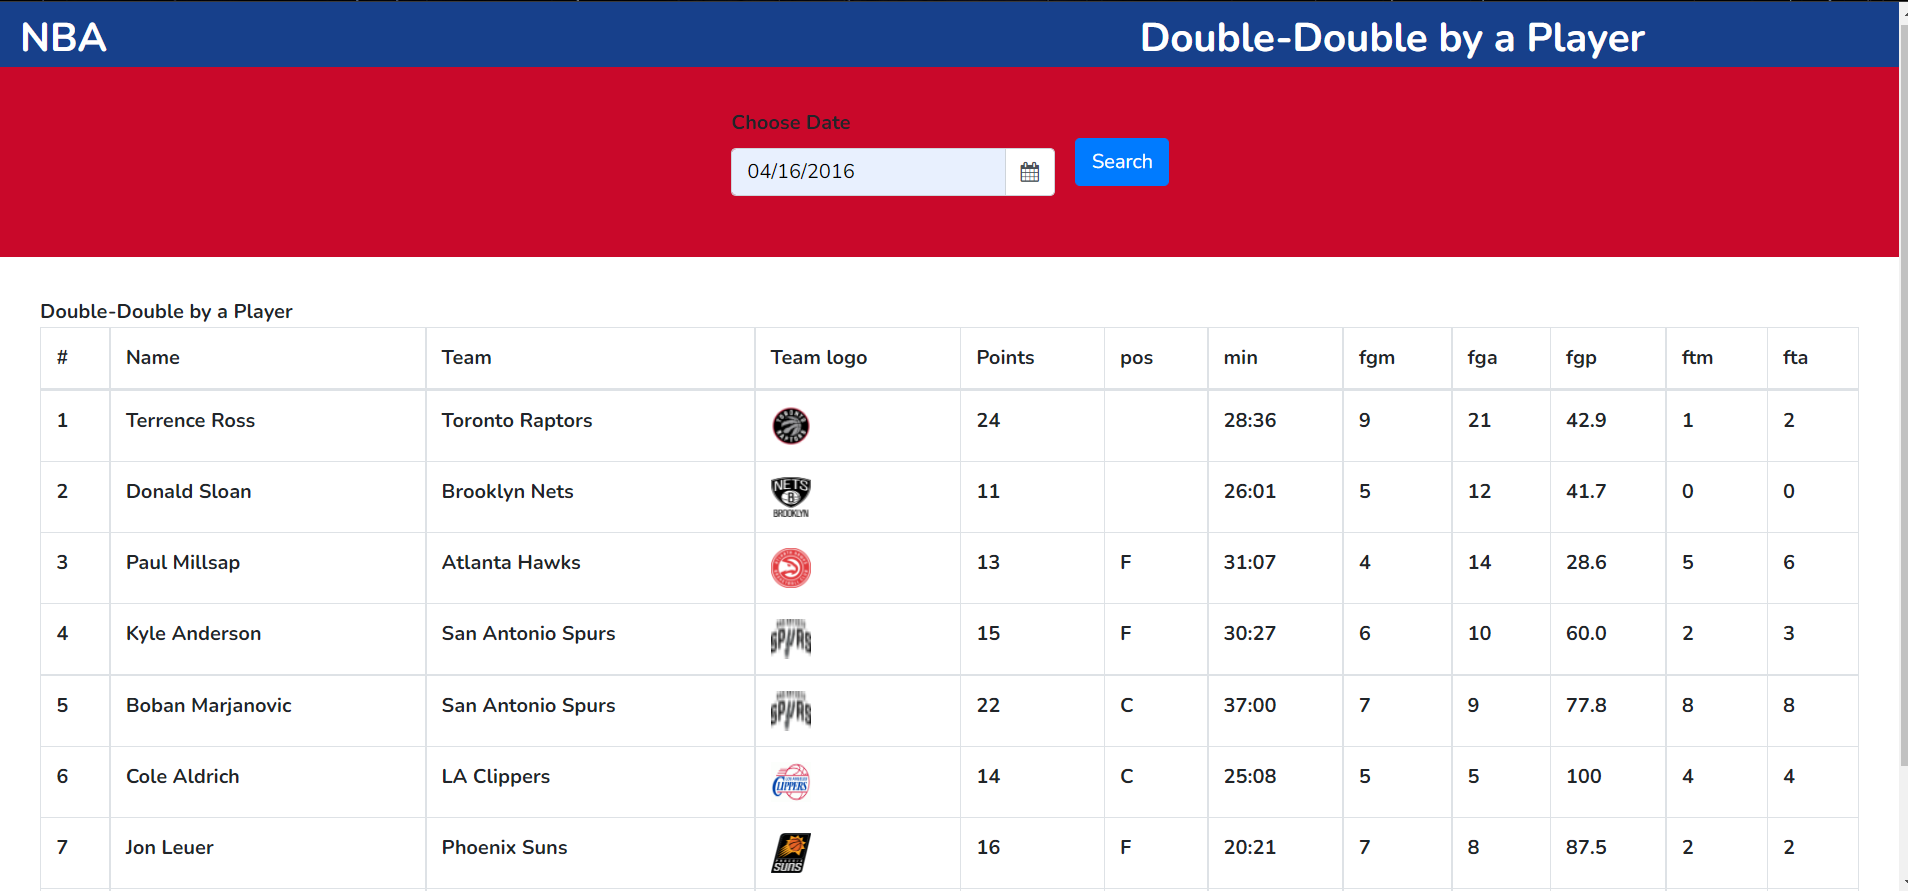 NBA Double-Double by a Player
Choose Date
04/16/2016 Search
Double-Double by a Player
# Name Team Team logo Points pos min fgm fga fgp ftm fta
1 Terrence Ross Toronto Raptors TORONTO RAPTORS 24 28:36 9 21 42.9 1 2
2 Donald Sloan Brooklyn Nets NETS B BROOKLYN 11 26:01 5 12 41.7 0 0
3 Paul Millsap Atlanta Hawks 13 F 31:07 4 14 28.6 5 6
4 Kyle Anderson San Antonio Spurs SPURS 15 F 30:27 6 10 60.0 2 3
5 Boban Marjanovic San Antonio Spurs SPURS 22 C 37:00 7 9 77.8 8 8
6 Cole Aldrich LA Clippers CLIPPERS 14 C 25:08 5 5 100 4 4
7 Jon Leuer Phoenix Suns PHOENIX SUNS 16 F 20:21 7 8 87.5 2 2